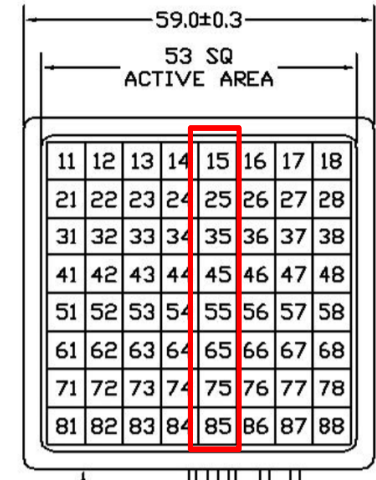 59.0±0.3
53 SQ
ACTIVE AREA
11 12 13 14 15 16 17 18
21 22 23 24 25 26 27 28
31 32 33 34 35 36 37 38
41 42 43 44 45 46 47 48
51 52 53 54 55 56 57 58
61 62 63 64 65 66 67 68
71 72 73 74 75 76 77 78
81 82 83 84 85 86 87 88